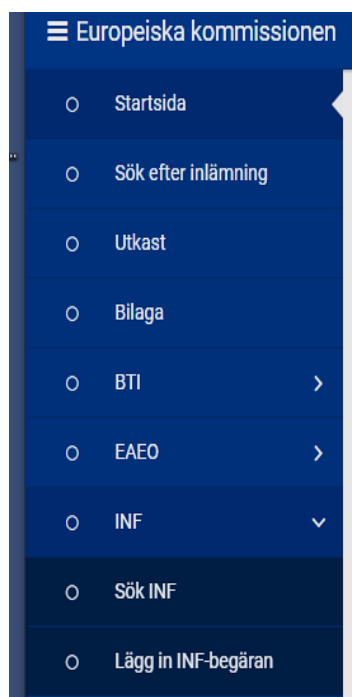 Europeiska kommissionen
Startsida
Sök efter inlämning
Utkast
Bilaga
BTI
EAEO
INF
Sök INF
Lägg in INF-begäran